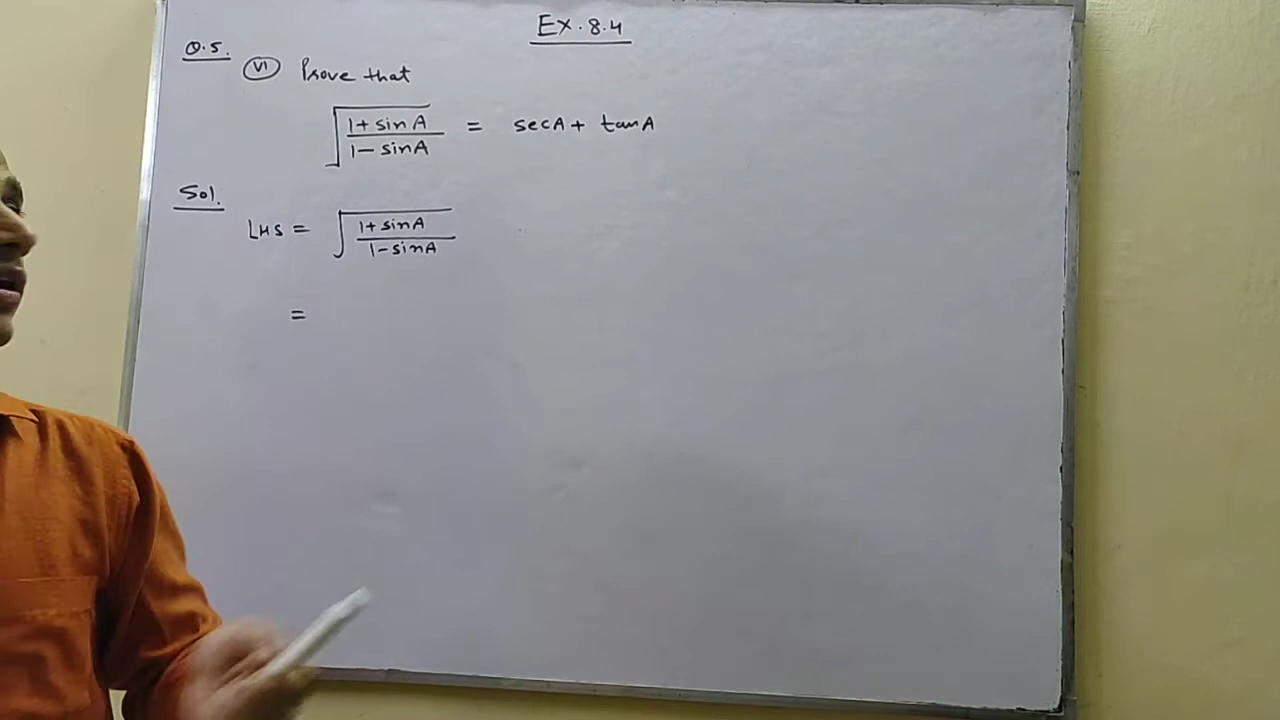 Ex. 8.4
Q.5.
(VI) Prove that
√(1+sinA / 1-sinA) = secA + tanA
Sol.
LHS = √(1+sinA / 1-sinA)
=